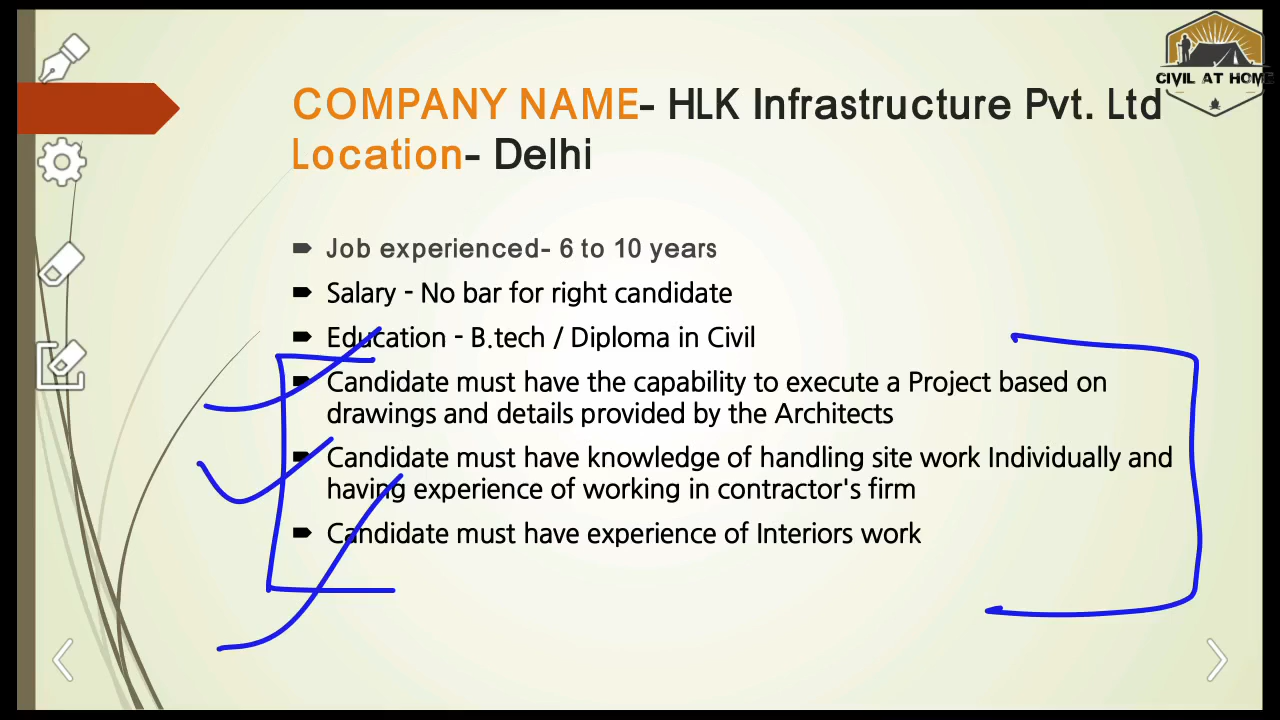 CIVIL AT HOME
COMPANY NAME- HLK Infrastructure Pvt. Ltd
Location- Delhi
Job experienced- 6 to 10 years
Salary - No bar for right candidate
Education - B.tech / Diploma in Civil
Candidate must have the capability to execute a Project based on
drawings and details provided by the Architects
Candidate must have knowledge of handling site work Individually and
having experience of working in contractor's firm
Candidate must have experience of Interiors work